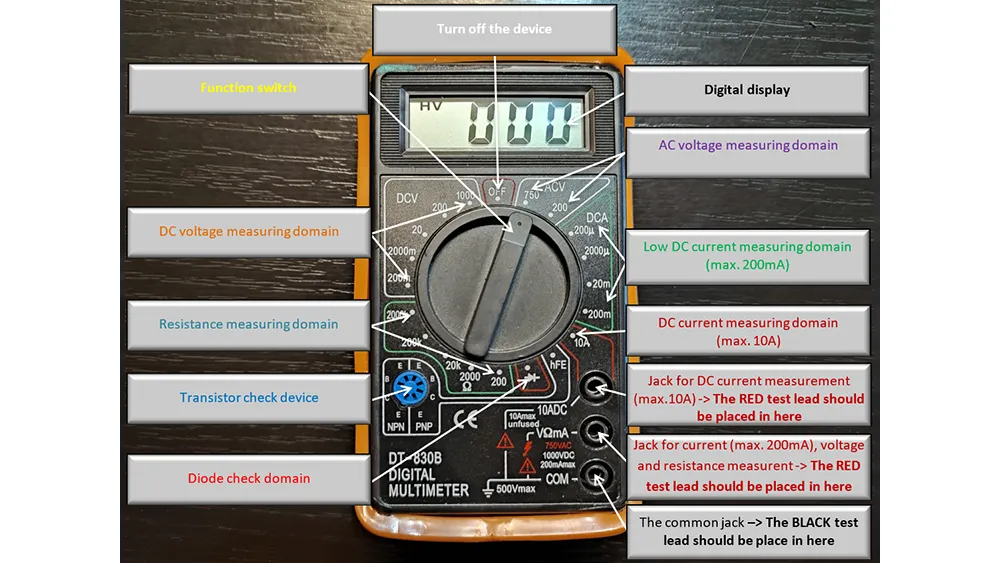 Turn off the device
Function switch
Digital display
AC voltage measuring domain
DC voltage measuring domain
Low DC current measuring domain
(max. 200mA)
Resistance measuring domain
DC current measuring domain
(max. 10A)
Transistor check device
Jack for DC current measurement
(max.10A) -> The RED test lead should
be placed in here
Diode check domain
Jack for current (max. 200mA), voltage
and resistance measurent -> The RED
test lead should be placed in here
The common jack –> The BLACK test
lead should be place in here
HV 000
DCV
1000
OFF
750
ACV
200
200
20
2000m
200m
DCA
200µ
2000µ
20m
200m
10A
hFE
2000k
200k
20k
2000
Ω
200
E E
B B
C C
E E
NPN PNP
CE
10Amax
unfused
10ADC
VΩmA
750VAC
1000VDC
200mAmax
COM
500Vmax
DT-830B
DIGITAL
MULTIMETER